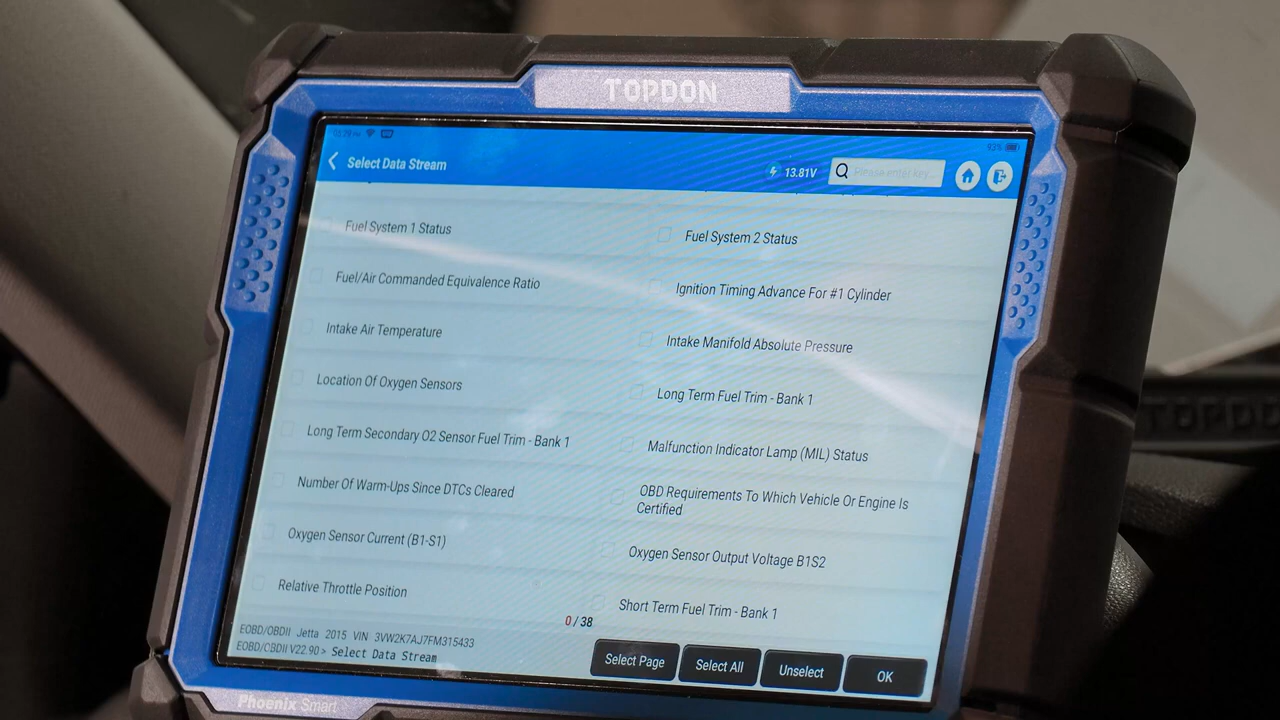 TOPDON
93%
Select Data Stream
13.81V
Please enter key...
Fuel System 1 Status
Fuel System 2 Status
Fuel/Air Commanded Equivalence Ratio
Ignition Timing Advance For #1 Cylinder
Intake Air Temperature
Intake Manifold Absolute Pressure
Location Of Oxygen Sensors
Long Term Fuel Trim - Bank 1
Long Term Secondary O2 Sensor Fuel Trim - Bank 1
Malfunction Indicator Lamp (MIL) Status
Number Of Warm-Ups Since DTCs Cleared
OBD Requirements To Which Vehicle Or Engine Is
Certified
Oxygen Sensor Current (B1-S1)
Oxygen Sensor Output Voltage B1S2
Relative Throttle Position
Short Term Fuel Trim - Bank 1
0 / 38
EOBD/OBDII Jetta 2015 VIN 3VW2K7AJ7FM315433
EOBD/OBDII V22.90 > Select Data Stream
Select Page
Select All
Unselect
OK
Phoenix Smart
TOPDO